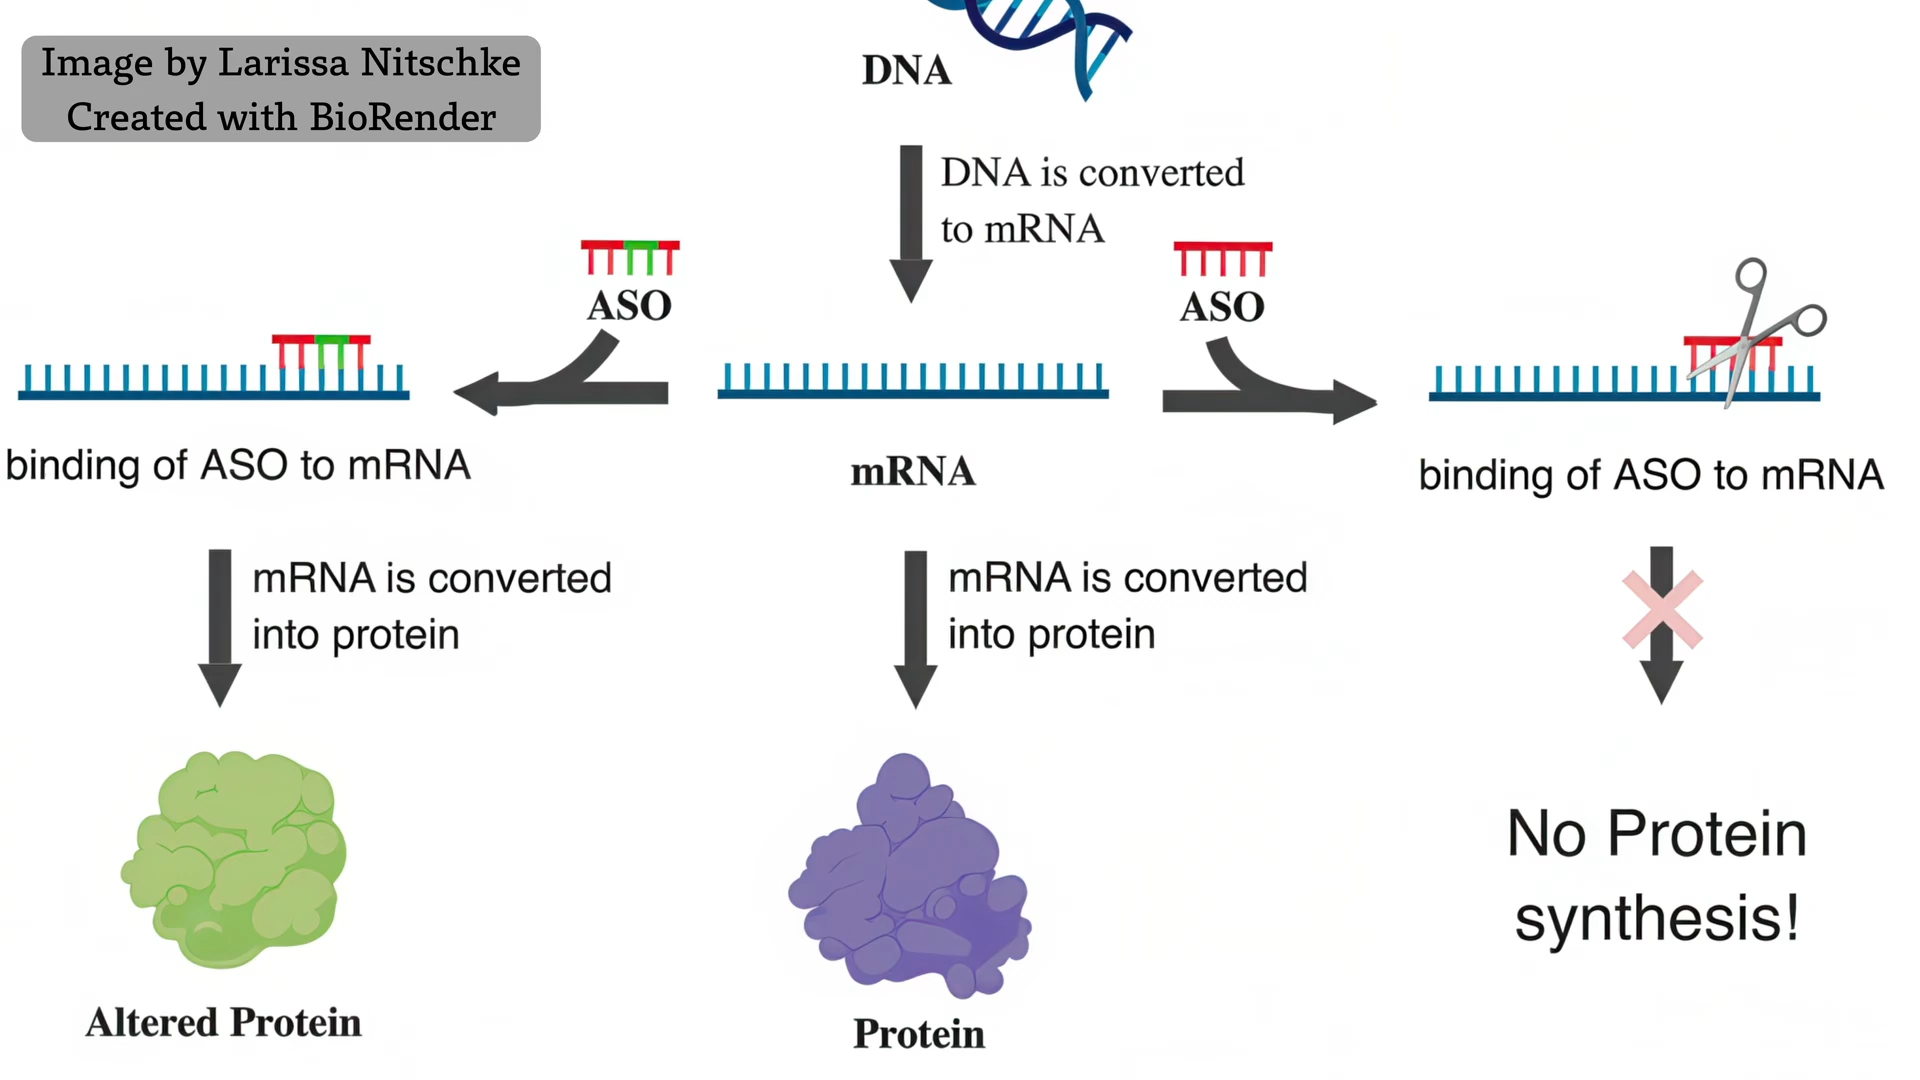 Image by Larissa Nitschke
Created with BioRender
DNA
DNA is converted
to mRNA
ASO
ASO
binding of ASO to mRNA
mRNA
binding of ASO to mRNA
mRNA is converted
into protein
mRNA is converted
into protein
No Protein
synthesis!
Altered Protein
Protein